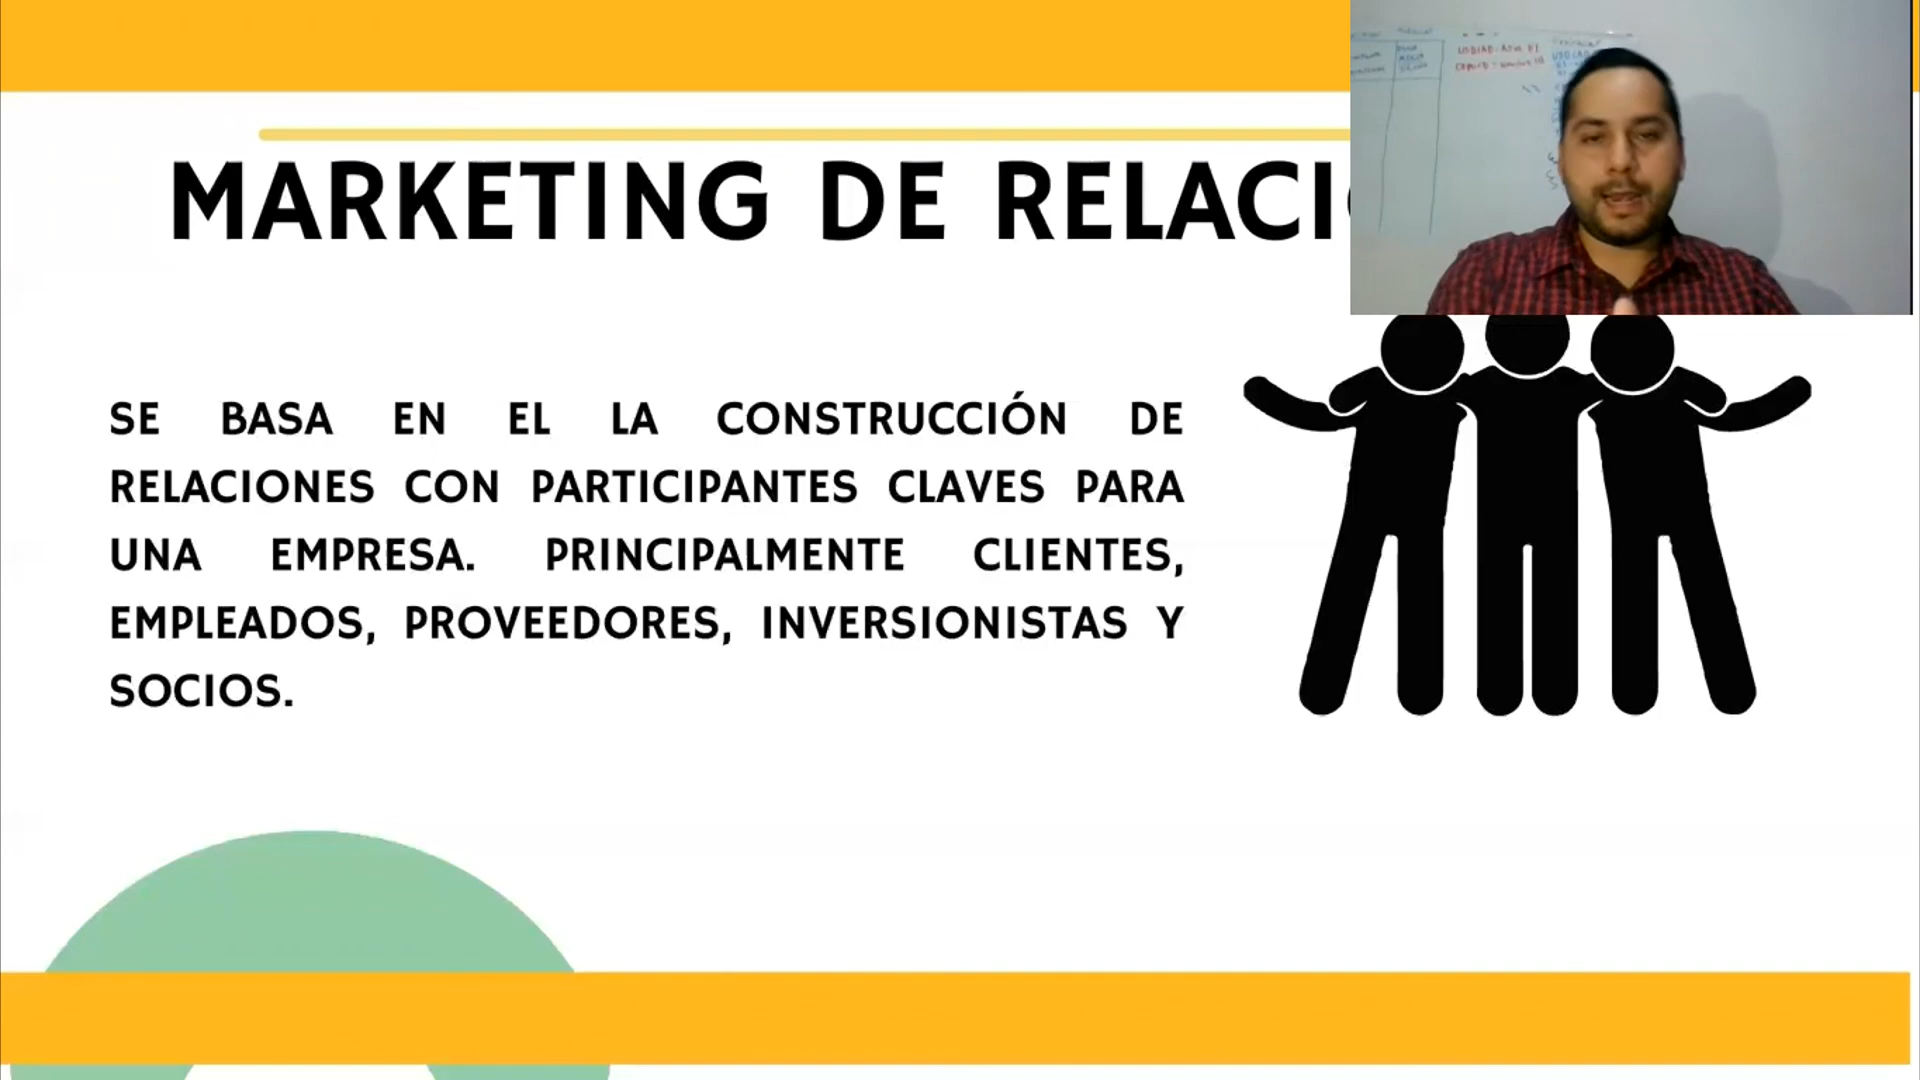 MARKETING DE RELACI
SE BASA EN EL LA CONSTRUCCIÓN DE
RELACIONES CON PARTICIPANTES CLAVES PARA
UNA EMPRESA. PRINCIPALMENTE CLIENTES,
EMPLEADOS, PROVEEDORES, INVERSIONISTAS Y
SOCIOS.